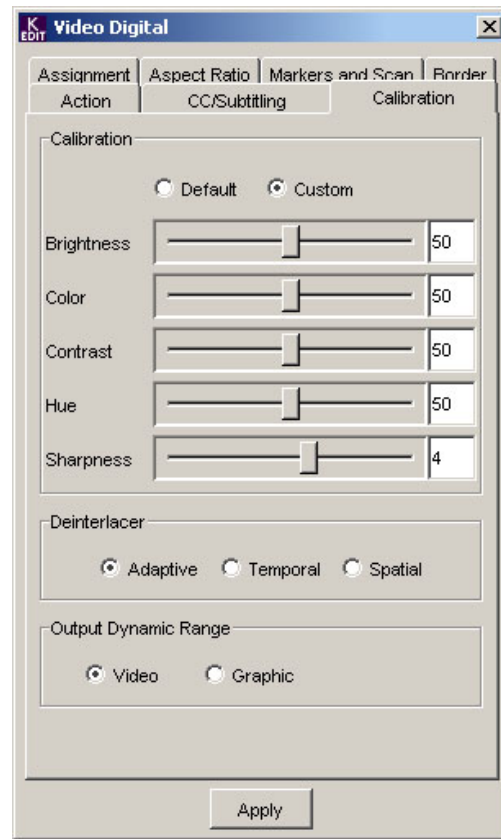 K EDIT Video Digital
Assignment Aspect Ratio Markers and Scan Border
Action CC/Subtitling Calibration
Calibration
Default Custom
Brightness 50
Color 50
Contrast 50
Hue 50
Sharpness 4
Deinterlacer
Adaptive Temporal Spatial
Output Dynamic Range
Video Graphic
Apply